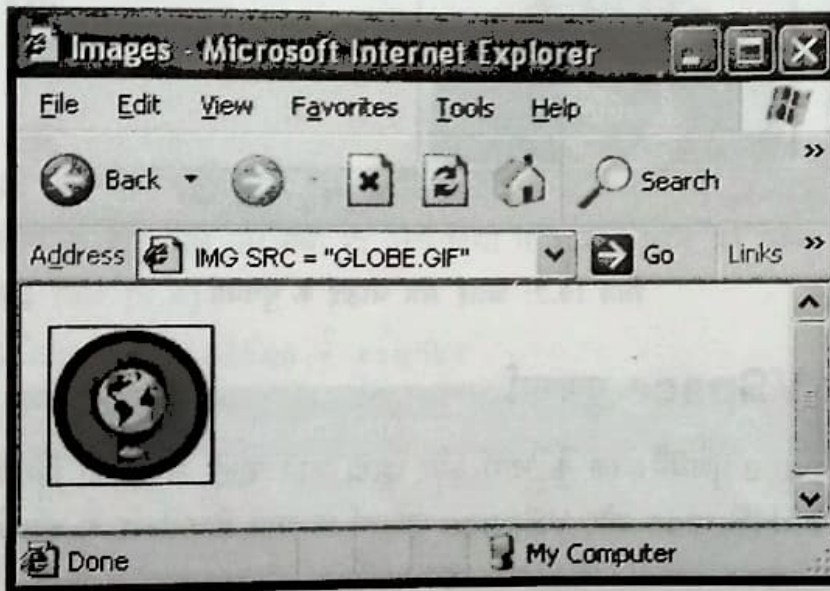 Images - Microsoft Internet Explorer
File Edit View Favorites Tools Help
Back Search »
Address IMG SRC = "GLOBE.GIF" Go Links »
Done My Computer